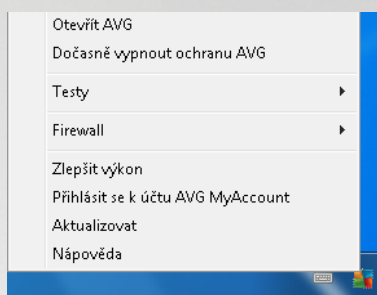 Otevřít AVG
Dočasně vypnout ochranu AVG
Testy
Firewall
Zlepšit výkon
Přihlásit se k účtu AVG MyAccount
Aktualizovat
Nápověda